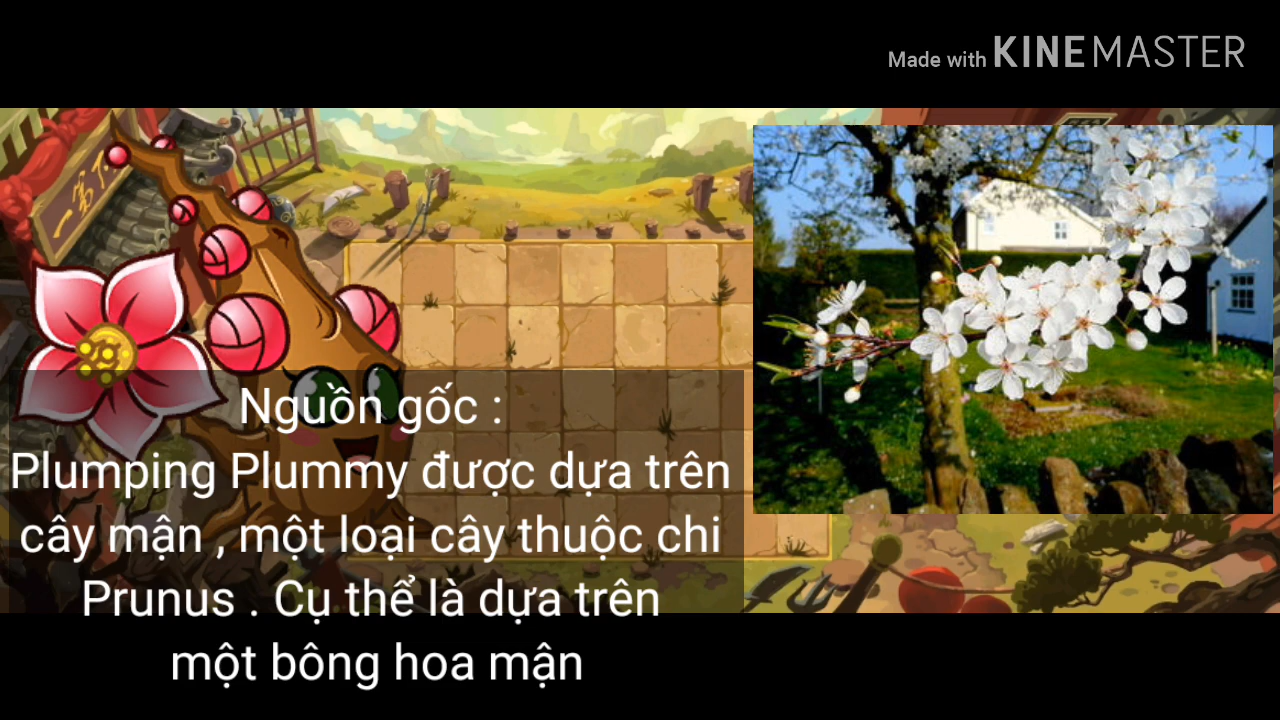 Made with KINEMASTER
Nguồn gốc :
Plumping Plummy được dựa trên
cây mận , một loại cây thuộc chi
Prunus . Cụ thể là dựa trên
một bông hoa mận